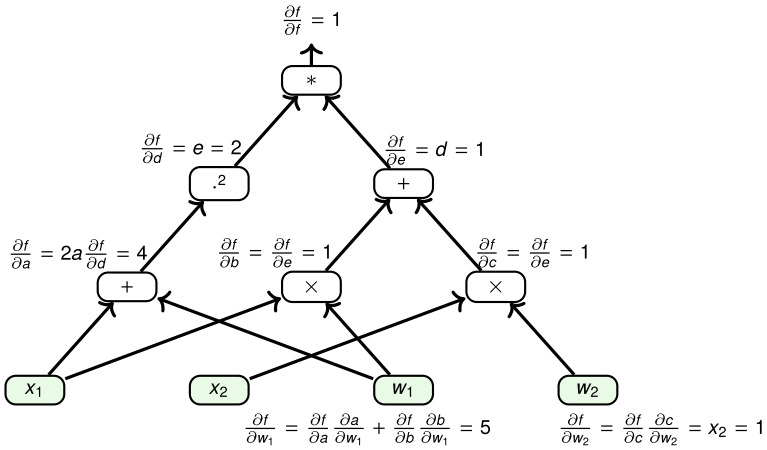 ∂f/∂f = 1
*
∂f/∂d = e = 2
∂f/∂e = d = 1
.²
+
∂f/∂a = 2a ∂f/∂d = 4
∂f/∂b = ∂f/∂e = 1
∂f/∂c = ∂f/∂e = 1
+
×
×
x₁
x₂
w₁
w₂
∂f/∂w₁ = ∂f/∂a ∂a/∂w₁ + ∂f/∂b ∂b/∂w₁ = 5
∂f/∂w₂ = ∂f/∂c ∂c/∂w₂ = x₂ = 1